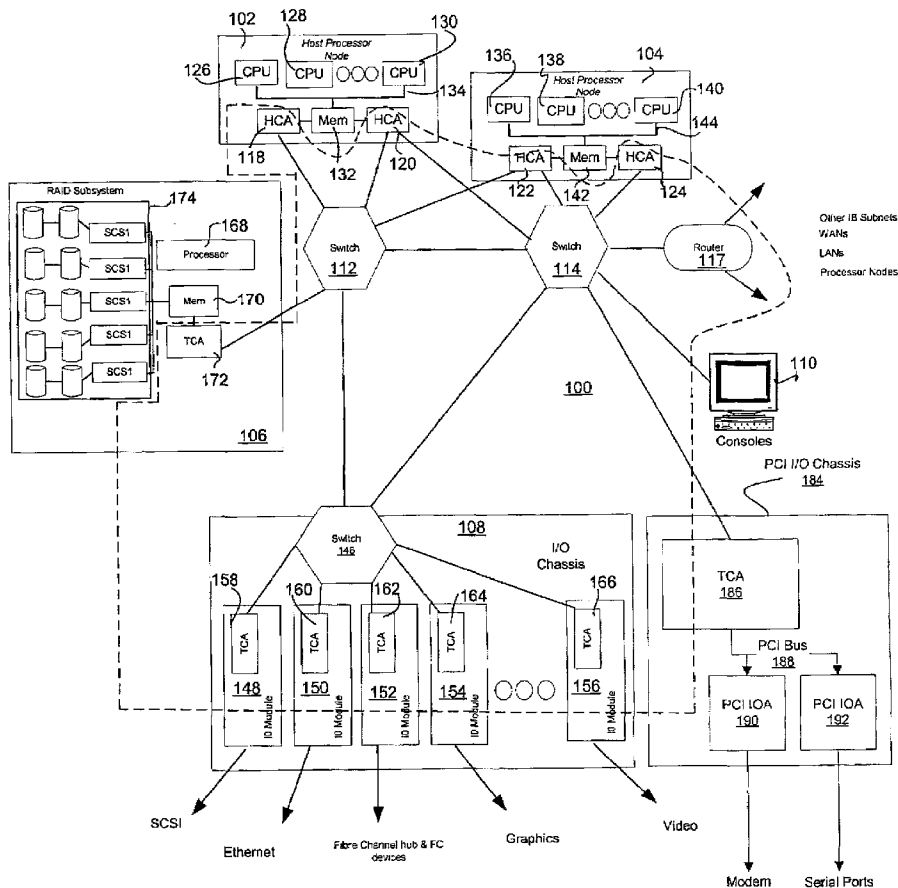 102
128
130
Host Processor
Node
126
CPU
CPU
CPU
134
HCA
Mem
HCA
118
132
120
136
138
Host Processor
Node
104
CPU
CPU
CPU
140
144
HCA
Mem
HCA
122
142
124
RAID Subsystem
174
SCS1
168
Processor
SCS1
SCS1
Mem
170
SCS1
TCA
SCS1
172
106
Switch
112
Switch
114
Router
117
Other IB Subnets
WANs
LANs
Processor Nodes
100
110
Consoles
PCI I/O Chassis
184
Switch
146
108
I/O
Chassis
158
160
162
164
166
TCA
TCA
TCA
TCA
TCA
148
150
152
154
156
IO Module
IO Module
IO Module
IO Module
IO Module
TCA
186
PCI Bus
188
PCI IOA
190
PCI IOA
192
SCSI
Ethernet
Fibre Channel hub & FC
devices
Graphics
Video
Modem
Serial Ports